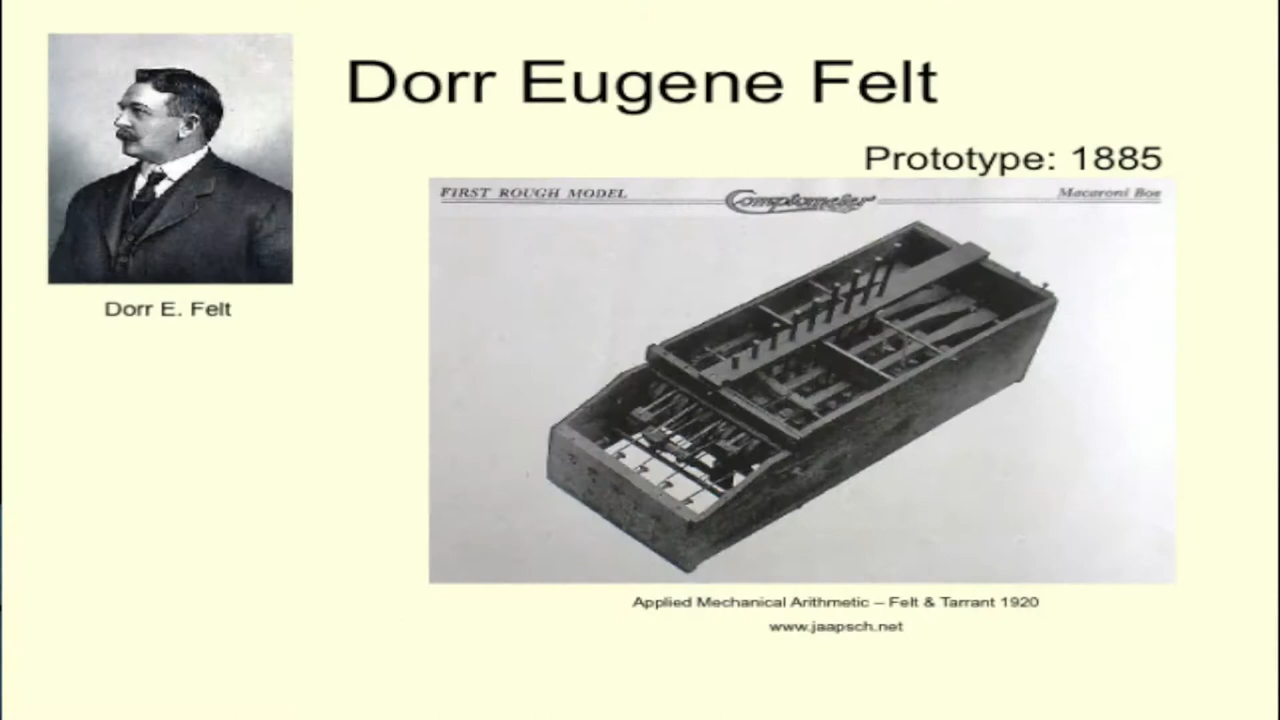 Dorr Eugene Felt
Prototype: 1885
FIRST ROUGH MODEL Comptometer Macaroni Box
Dorr E. Felt
Applied Mechanical Arithmetic – Felt & Tarrant 1920
www.jaapsch.net